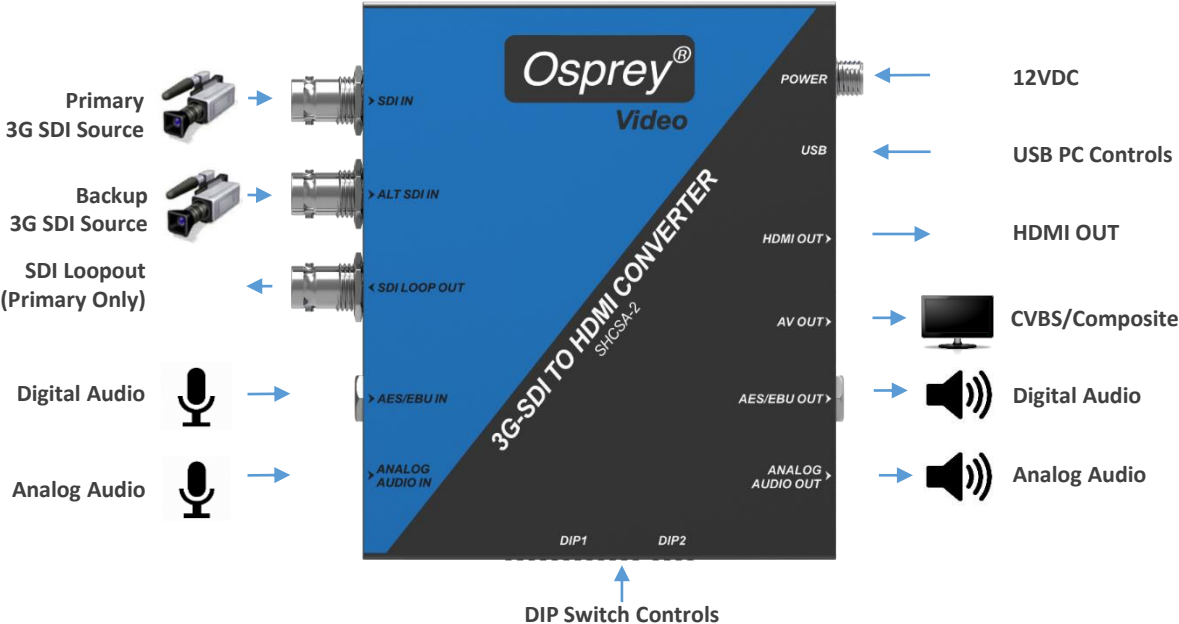 Osprey®
Video
Primary
3G SDI Source
Backup
3G SDI Source
SDI Loopout
(Primary Only)
Digital Audio
Analog Audio
SDI IN
ALT SDI IN
SDI LOOP OUT
AES/EBU IN
ANALOG
AUDIO IN
3G-SDI TO HDMI CONVERTER
SHCSA-2
POWER
USB
HDMI OUT
AV OUT
AES/EBU OUT
ANALOG
AUDIO OUT
12VDC
USB PC Controls
HDMI OUT
CVBS/Composite
Digital Audio
Analog Audio
DIP1
DIP2
DIP Switch Controls